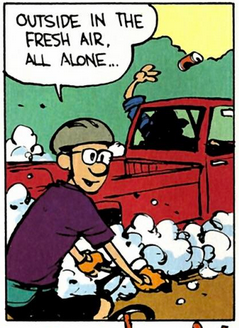 OUTSIDE IN THE
FRESH AIR,
ALL ALONE...